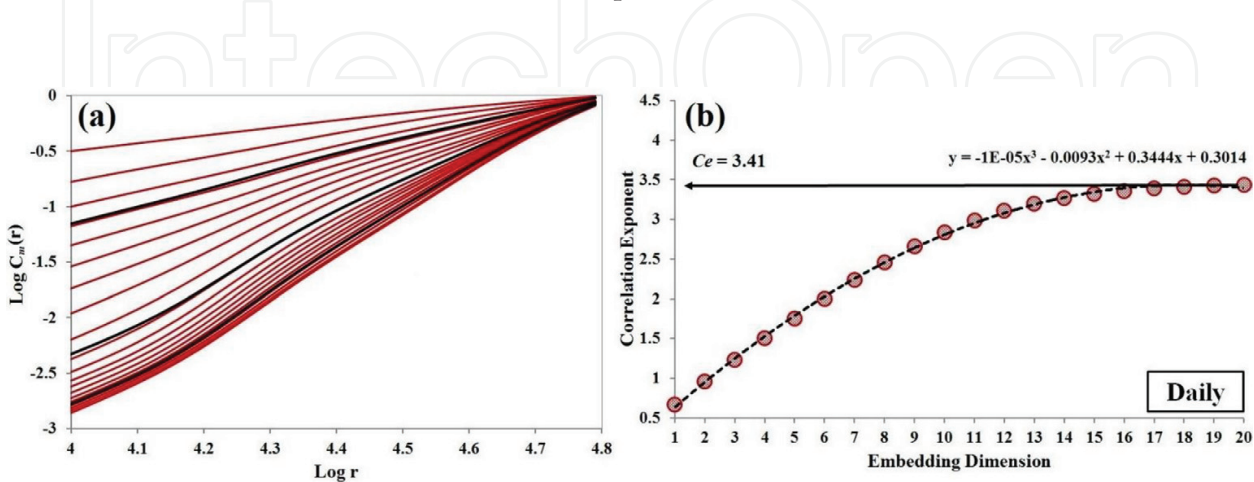 IntechOpen
(a)
0
-0.5
-1
-1.5
-2
-2.5
-3
Log Cₘ(r)
4 4.1 4.2 4.3 4.4 4.5 4.6 4.7 4.8
Log r
(b)
4.5
4
3.5
3
2.5
2
1.5
1
0.5
Correlation Exponent
Ce = 3.41
y = -1E-05x³ - 0.0093x² + 0.3444x + 0.3014
Daily
1 2 3 4 5 6 7 8 9 10 11 12 13 14 15 16 17 18 19 20
Embedding Dimension